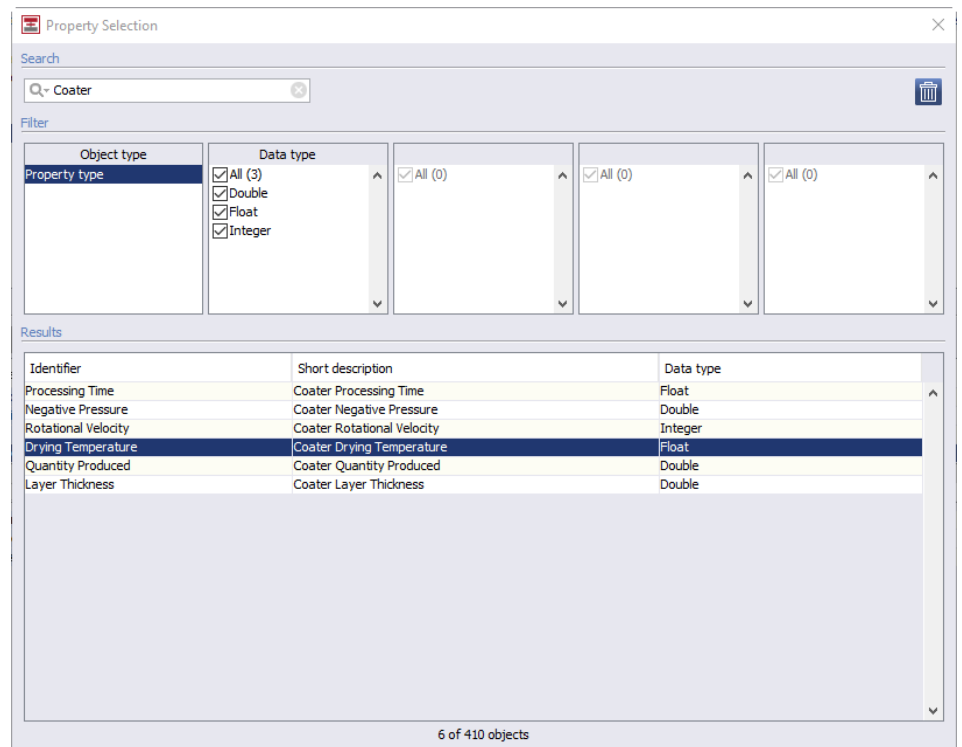 Property Selection
Search
Coater
Filter
Object type Data type
Property type All (3) All (0) All (0) All (0)
Double
Float
Integer
Results
Identifier Short description Data type
Processing Time Coater Processing Time Float
Negative Pressure Coater Negative Pressure Double
Rotational Velocity Coater Rotational Velocity Integer
Drying Temperature Coater Drying Temperature Float
Quantity Produced Coater Quantity Produced Double
Layer Thickness Coater Layer Thickness Double
6 of 410 objects